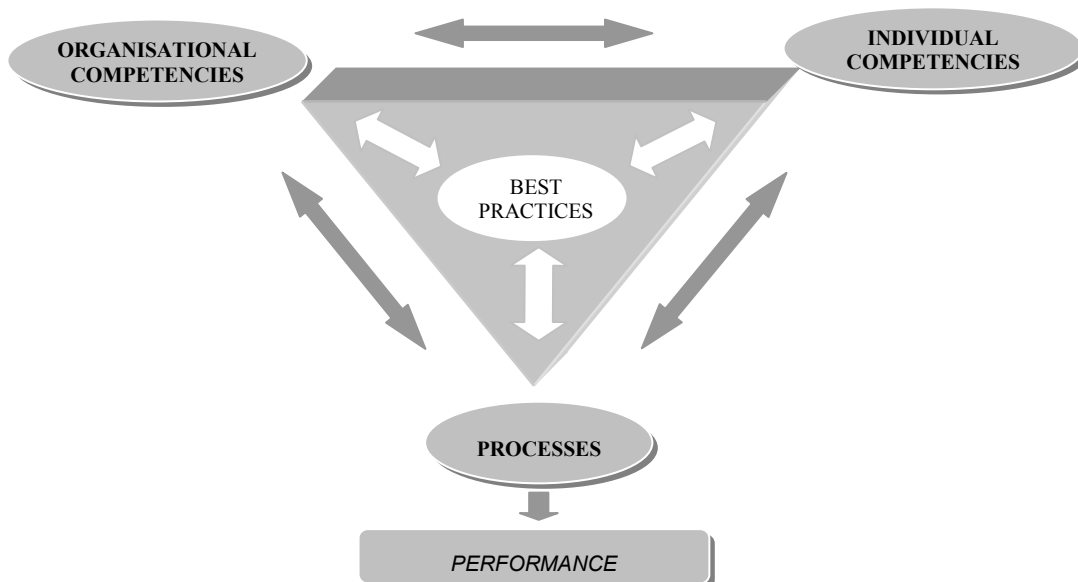 ORGANISATIONAL
COMPETENCIES
INDIVIDUAL
COMPETENCIES
BEST
PRACTICES
PROCESSES
PERFORMANCE